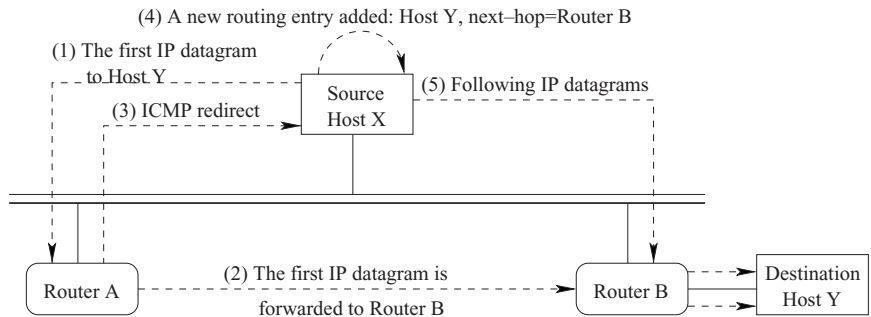 (4) A new routing entry added: Host Y, next–hop=Router B
(1) The first IP datagram
to Host Y
(3) ICMP redirect
Source
Host X
(5) Following IP datagrams
Router A
(2) The first IP datagram is
forwarded to Router B
Router B
Destination
Host Y